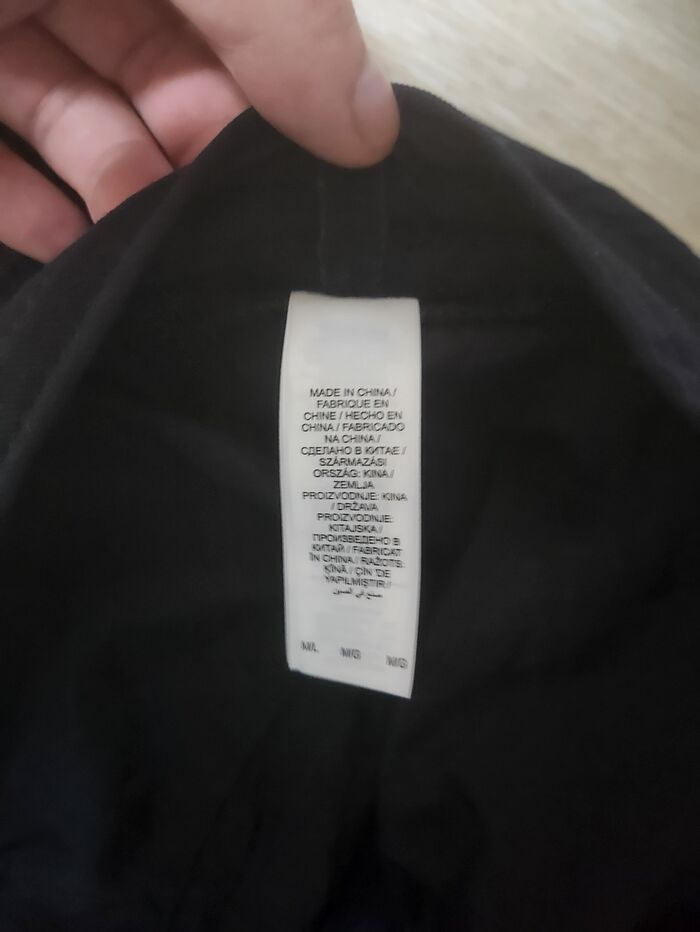 MADE IN CHINA /
FABRIQUE EN
CHINE / HECHO EN
CHINA / FABRICADO
NA CHINA /
СДЕЛАНО В КИТАЕ /
SZÁRMAZÁSI
ORSZÁG: KINA /
ZEMLJA
PROIZVODNJE: KINA
/ DRŽAVA
PROIZVODNJE:
KITAJSKA /
ПРОИЗВЕДЕНО В
КИТАЙ / FABRICAT
ÎN CHINA / RAŽOTS:
ĶĪNĀ / ÇİN 'DE
YAPILMIŞTIR /
صنع في الصين
M/L M/G M/G